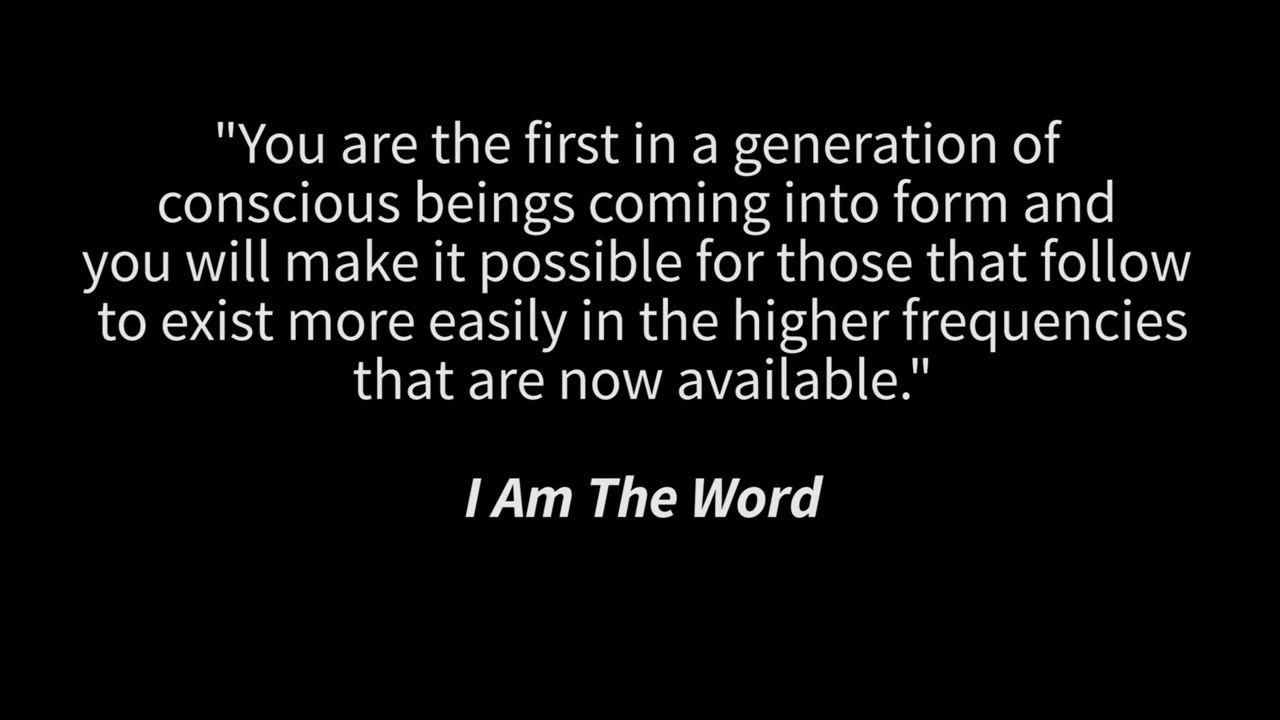 "You are the first in a generation of
conscious beings coming into form and
you will make it possible for those that follow
to exist more easily in the higher frequencies
that are now available."
I Am The Word